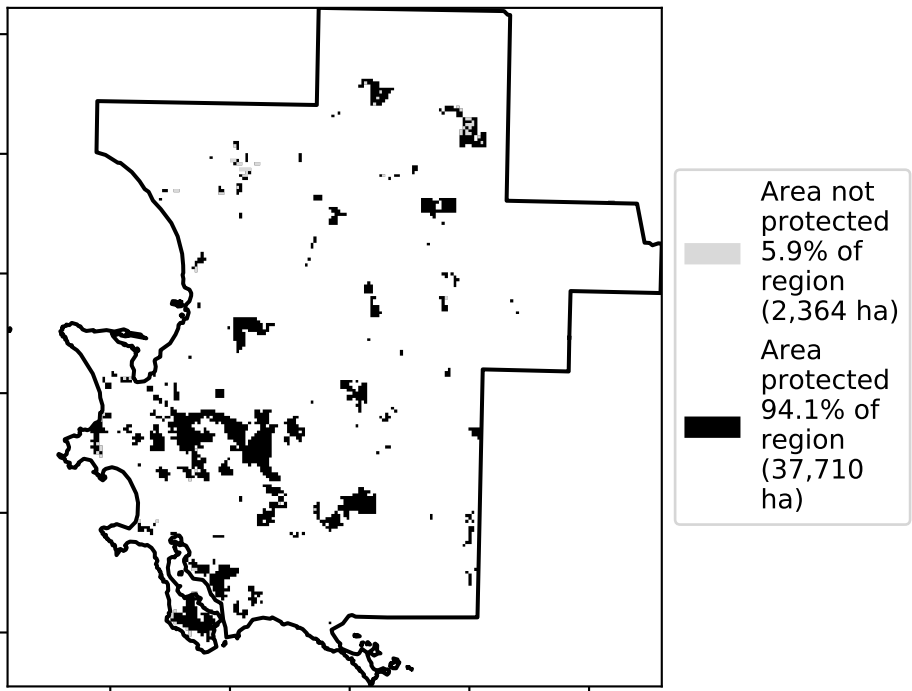 Area not
protected
5.9% of
region
(2,364 ha)
Area
protected
94.1% of
region
(37,710
ha)